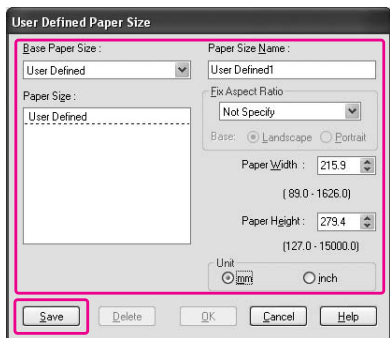 User Defined Paper Size
Base Paper Size :
User Defined
Paper Size :
User Defined
Paper Size Name :
User Defined1
Fix Aspect Ratio
Not Specify
Base: Landscape Portrait
Paper Width : 215.9
( 89.0 - 1626.0)
Paper Height : 279.4
(127.0 - 15000.0)
Unit
mm inch
Save Delete OK Cancel Help